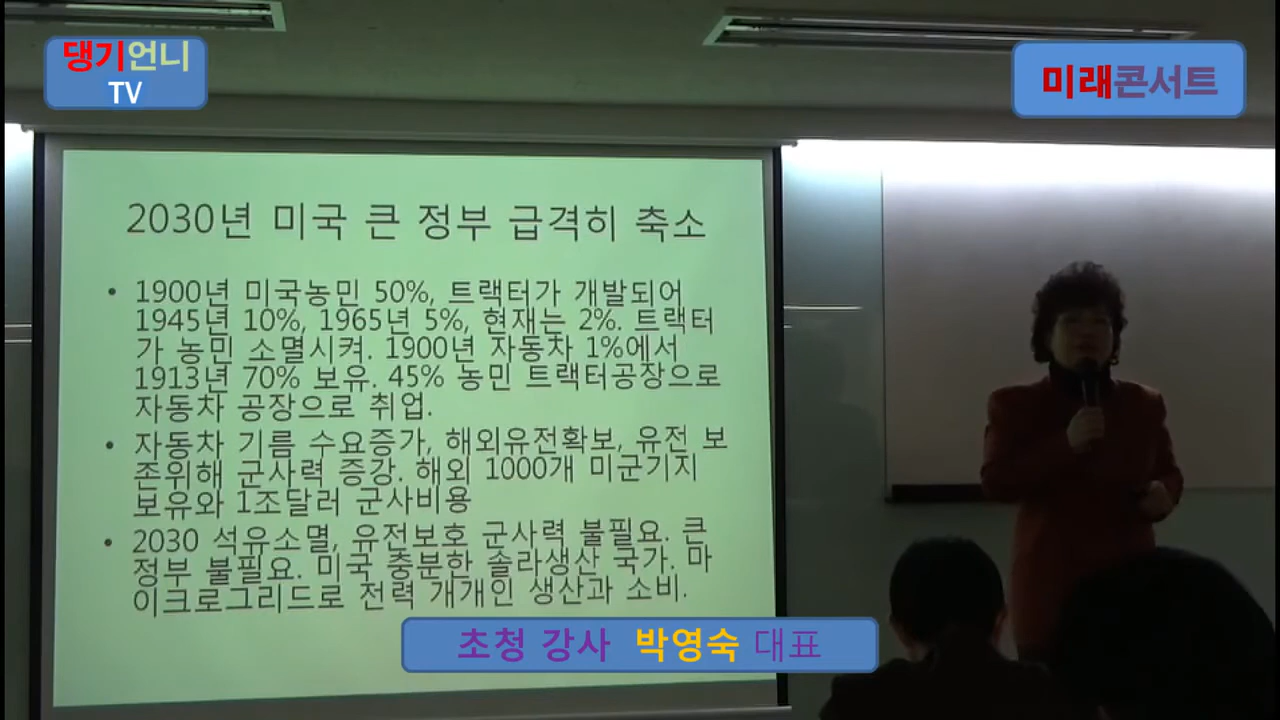 댕기언니
TV
미래콘서트
2030년 미국 큰 정부 급격히 축소
• 1900년 미국농민 50%, 트랙터가 개발되어
1945년 10%, 1965년 5%, 현재는 2%. 트랙터
가 농민 소멸시켜. 1900년 자동차 1%에서
1913년 70% 보유. 45% 농민 트랙터공장으로
자동차 공장으로 취업.
• 자동차 기름 수요증가, 해외유전확보, 유전 보
존위해 군사력 증강. 해외 1000개 미군기지
보유와 1조달러 군사비용
• 2030 석유소멸, 유전보호 군사력 불필요. 큰
정부 불필요. 미국 충분한 솔라생산 국가. 마
이크로그리드로 전력 개개인 생산과 소비.
초청 강사 박영숙 대표